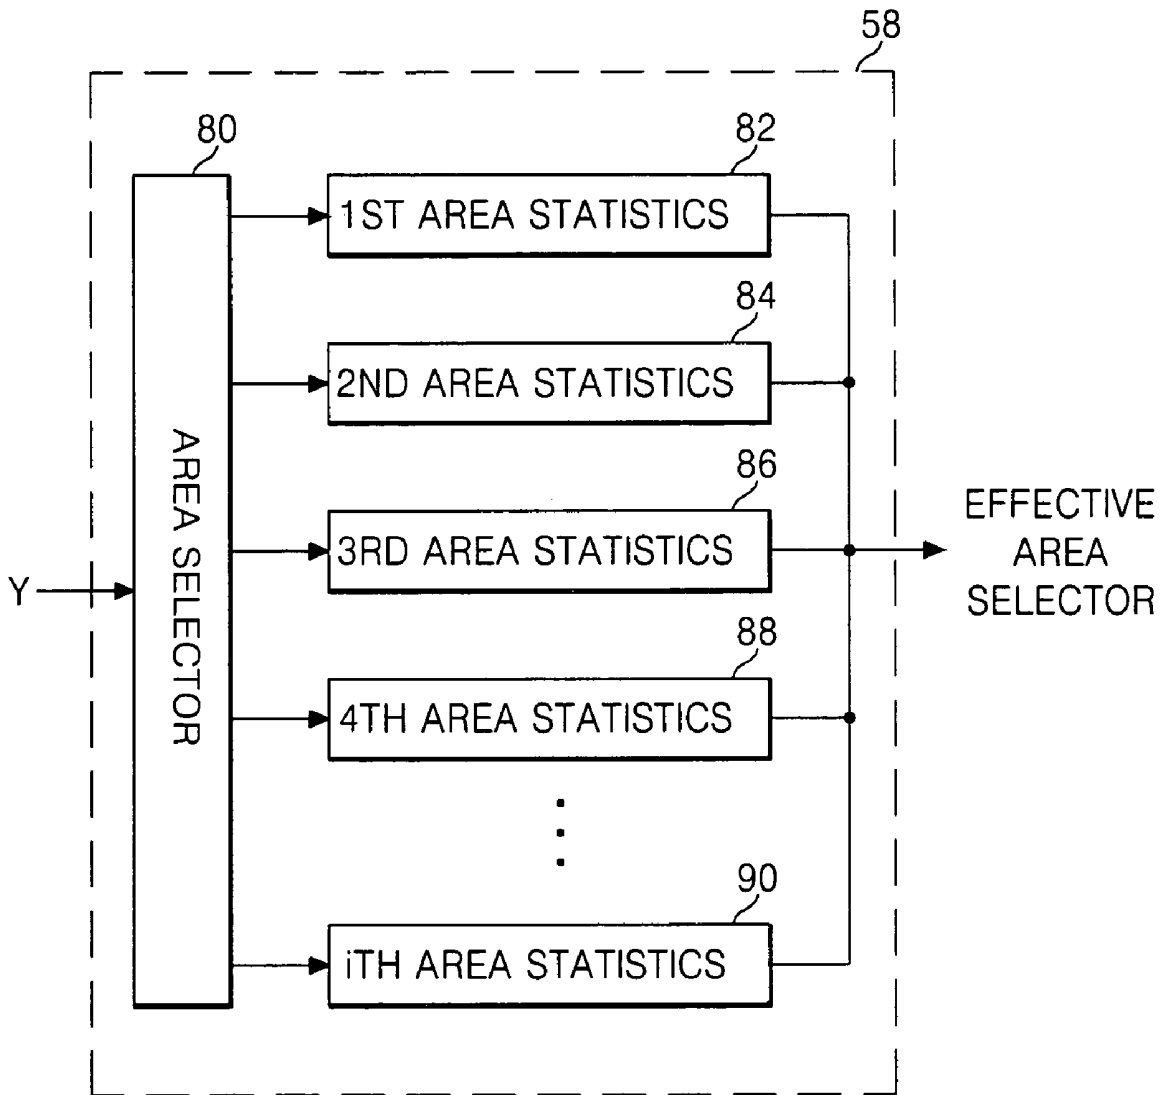 58
80
82
1ST AREA STATISTICS
84
2ND AREA STATISTICS
86
3RD AREA STATISTICS
88
4TH AREA STATISTICS
90
iTH AREA STATISTICS
AREA SELECTOR
Y
EFFECTIVE
AREA
SELECTOR